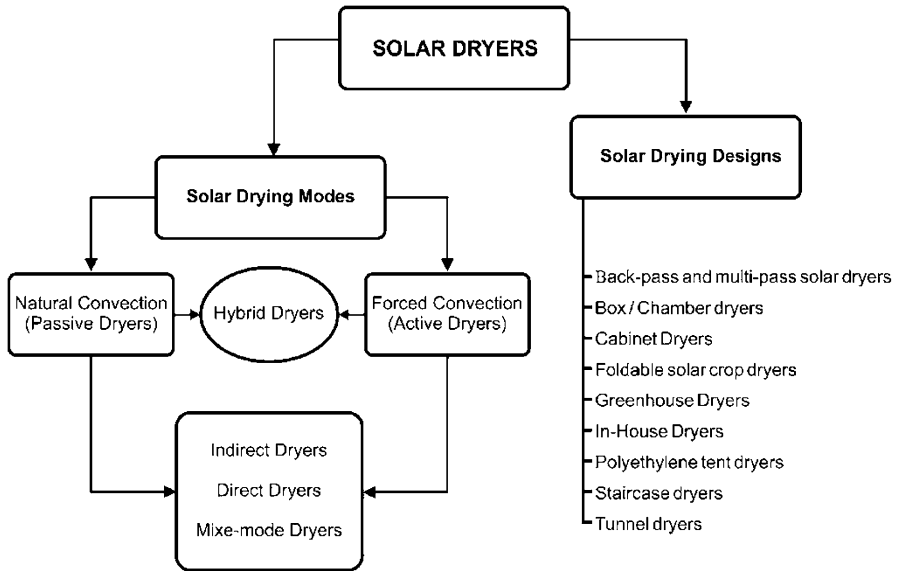 SOLAR DRYERS
Solar Drying Modes
Natural Convection
(Passive Dryers)
Hybrid Dryers
Forced Convection
(Active Dryers)
Indirect Dryers
Direct Dryers
Mixe-mode Dryers
Solar Drying Designs
Back-pass and multi-pass solar dryers
Box / Chamber dryers
Cabinet Dryers
Foldable solar crop dryers
Greenhouse Dryers
In-House Dryers
Polyethylene tent dryers
Staircase dryers
Tunnel dryers